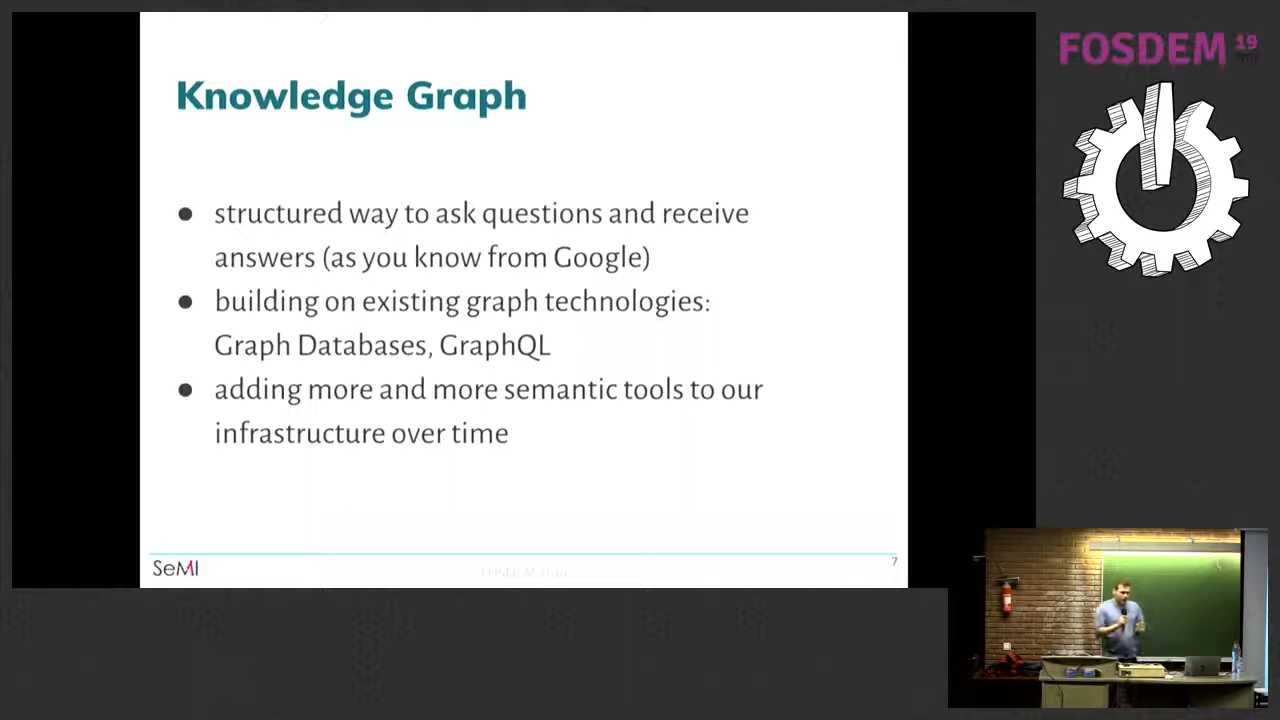 FOSDEM 19
Knowledge Graph
● structured way to ask questions and receive
answers (as you know from Google)
● building on existing graph technologies:
Graph Databases, GraphQL
● adding more and more semantic tools to our
infrastructure over time
SeMI
7